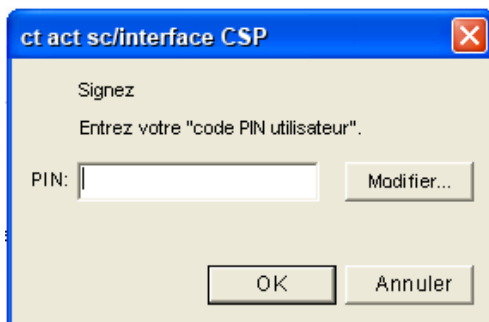 ct act sc/interface CSP
Signez
Entrez votre "code PIN utilisateur".
PIN:
Modifier...
OK
Annuler